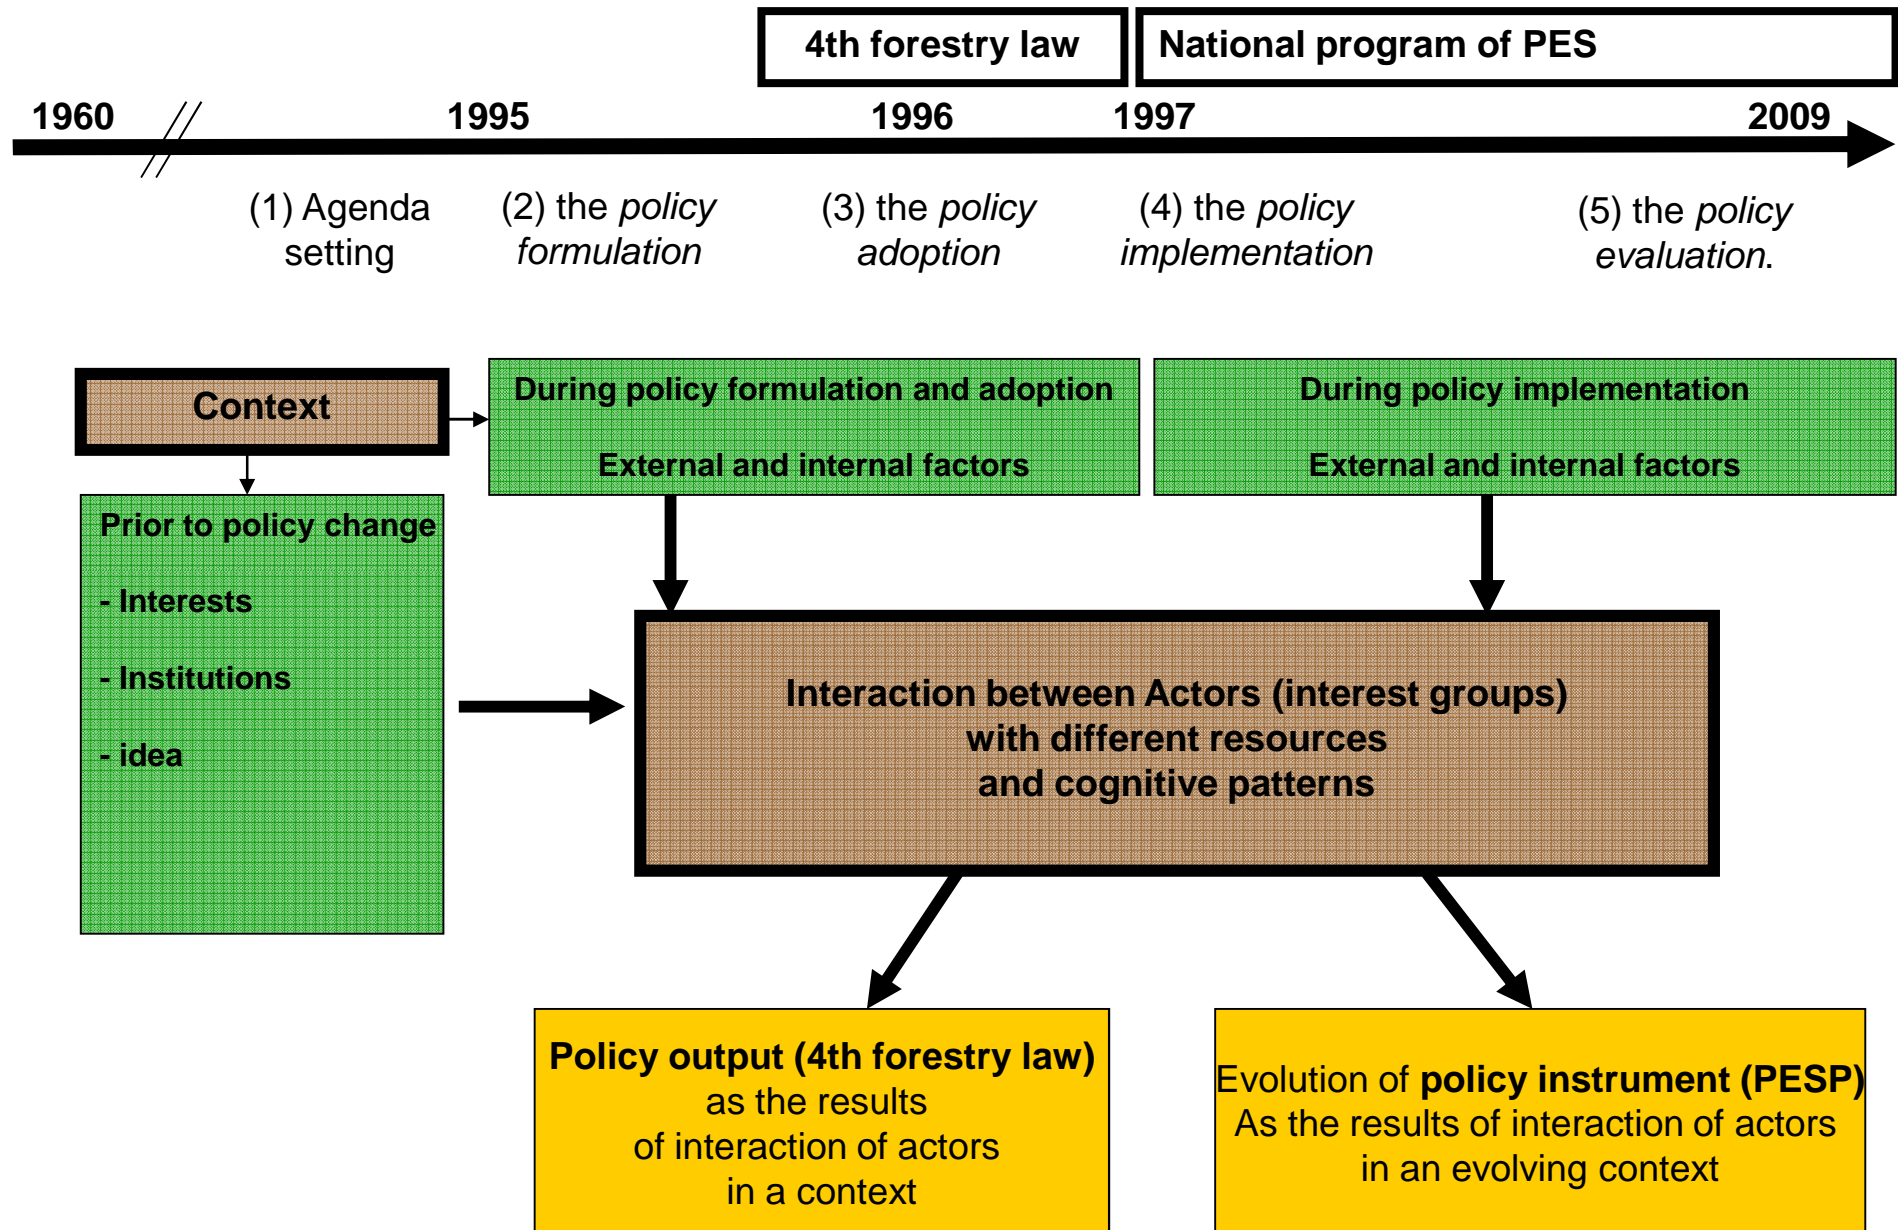 4th forestry law
National program of PES
1960
1995
1996
1997
2009
(1) Agenda
setting
(2) the policy
formulation
(3) the policy
adoption
(4) the policy
implementation
(5) the policy
evaluation.
Context
During policy formulation and adoption
External and internal factors
During policy implementation
External and internal factors
Prior to policy change
- Interests
- Institutions
- idea
Interaction between Actors (interest groups)
with different resources
and cognitive patterns
Policy output (4th forestry law)
as the results
of interaction of actors
in a context
Evolution of policy instrument (PESP)
As the results of interaction of actors
in an evolving context